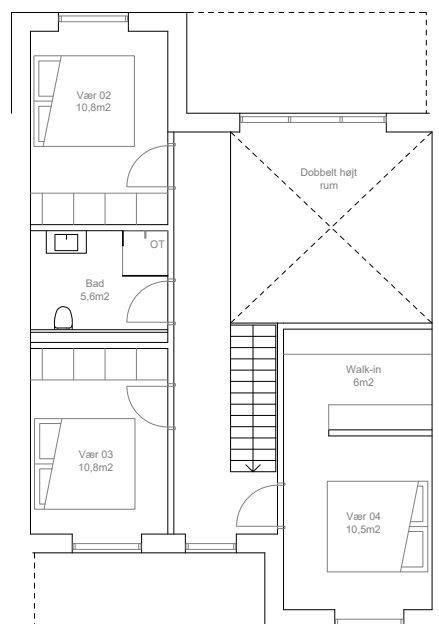 Vær 02
10,8m2
Dobbelt højt
rum
OT
Bad
5,6m2
Walk-in
6m2
Vær 03
10,8m2
Vær 04
10,5m2